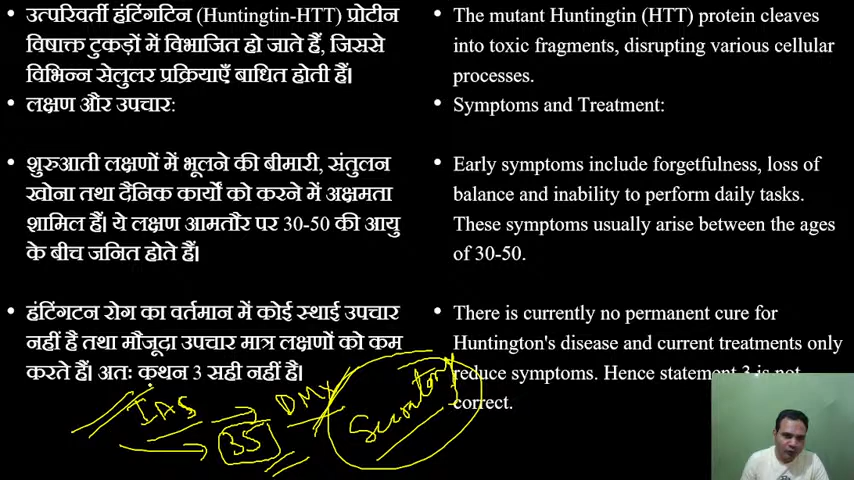 • उत्परिवर्ती हंटिंगटिन (Huntingtin-HTT) प्रोटीन
विषाक्त टुकड़ों में विभाजित हो जाते हैं, जिससे
विभिन्न सेलुलर प्रक्रियाएँ बाधित होती हैं।
• लक्षण और उपचार:
• शुरुआती लक्षणों में भूलने की बीमारी, संतुलन
खोना तथा दैनिक कार्यों को करने में अक्षमता
शामिल हैं। ये लक्षण आमतौर पर 30-50 की आयु
के बीच जनित होते हैं।
• हंटिंगटन रोग का वर्तमान में कोई स्थाई उपचार
नहीं है तथा मौजूदा उपचार मात्र लक्षणों को कम
करते हैं। अतः कथन 3 सही नहीं है।
• The mutant Huntingtin (HTT) protein cleaves
into toxic fragments, disrupting various cellular
processes.
• Symptoms and Treatment:
• Early symptoms include forgetfulness, loss of
balance and inability to perform daily tasks.
These symptoms usually arise between the ages
of 30-50.
• There is currently no permanent cure for
Huntington's disease and current treatments only
reduce symptoms. Hence statement 3 is not
correct.
IAS
35
DM